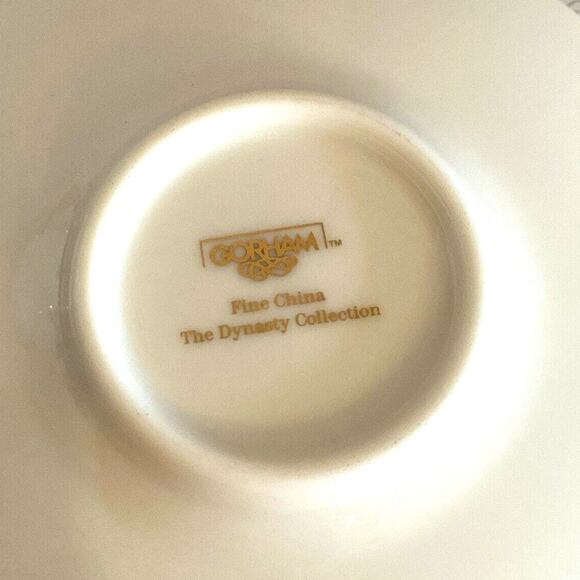 GORHAM™
Fine China
The Dynasty Collection